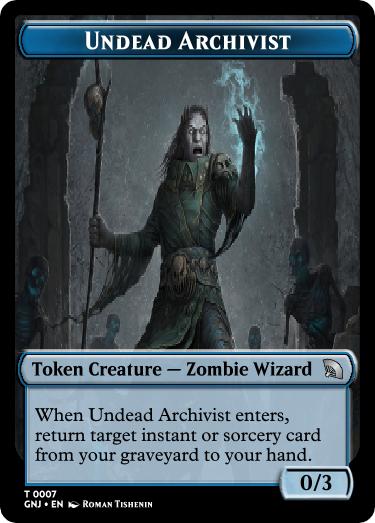 UNDEAD ARCHIVIST
Token Creature — Zombie Wizard
When Undead Archivist enters,
return target instant or sorcery card
from your graveyard to your hand.
0/3
T 0007
GNJ • EN ROMAN TISHENIN